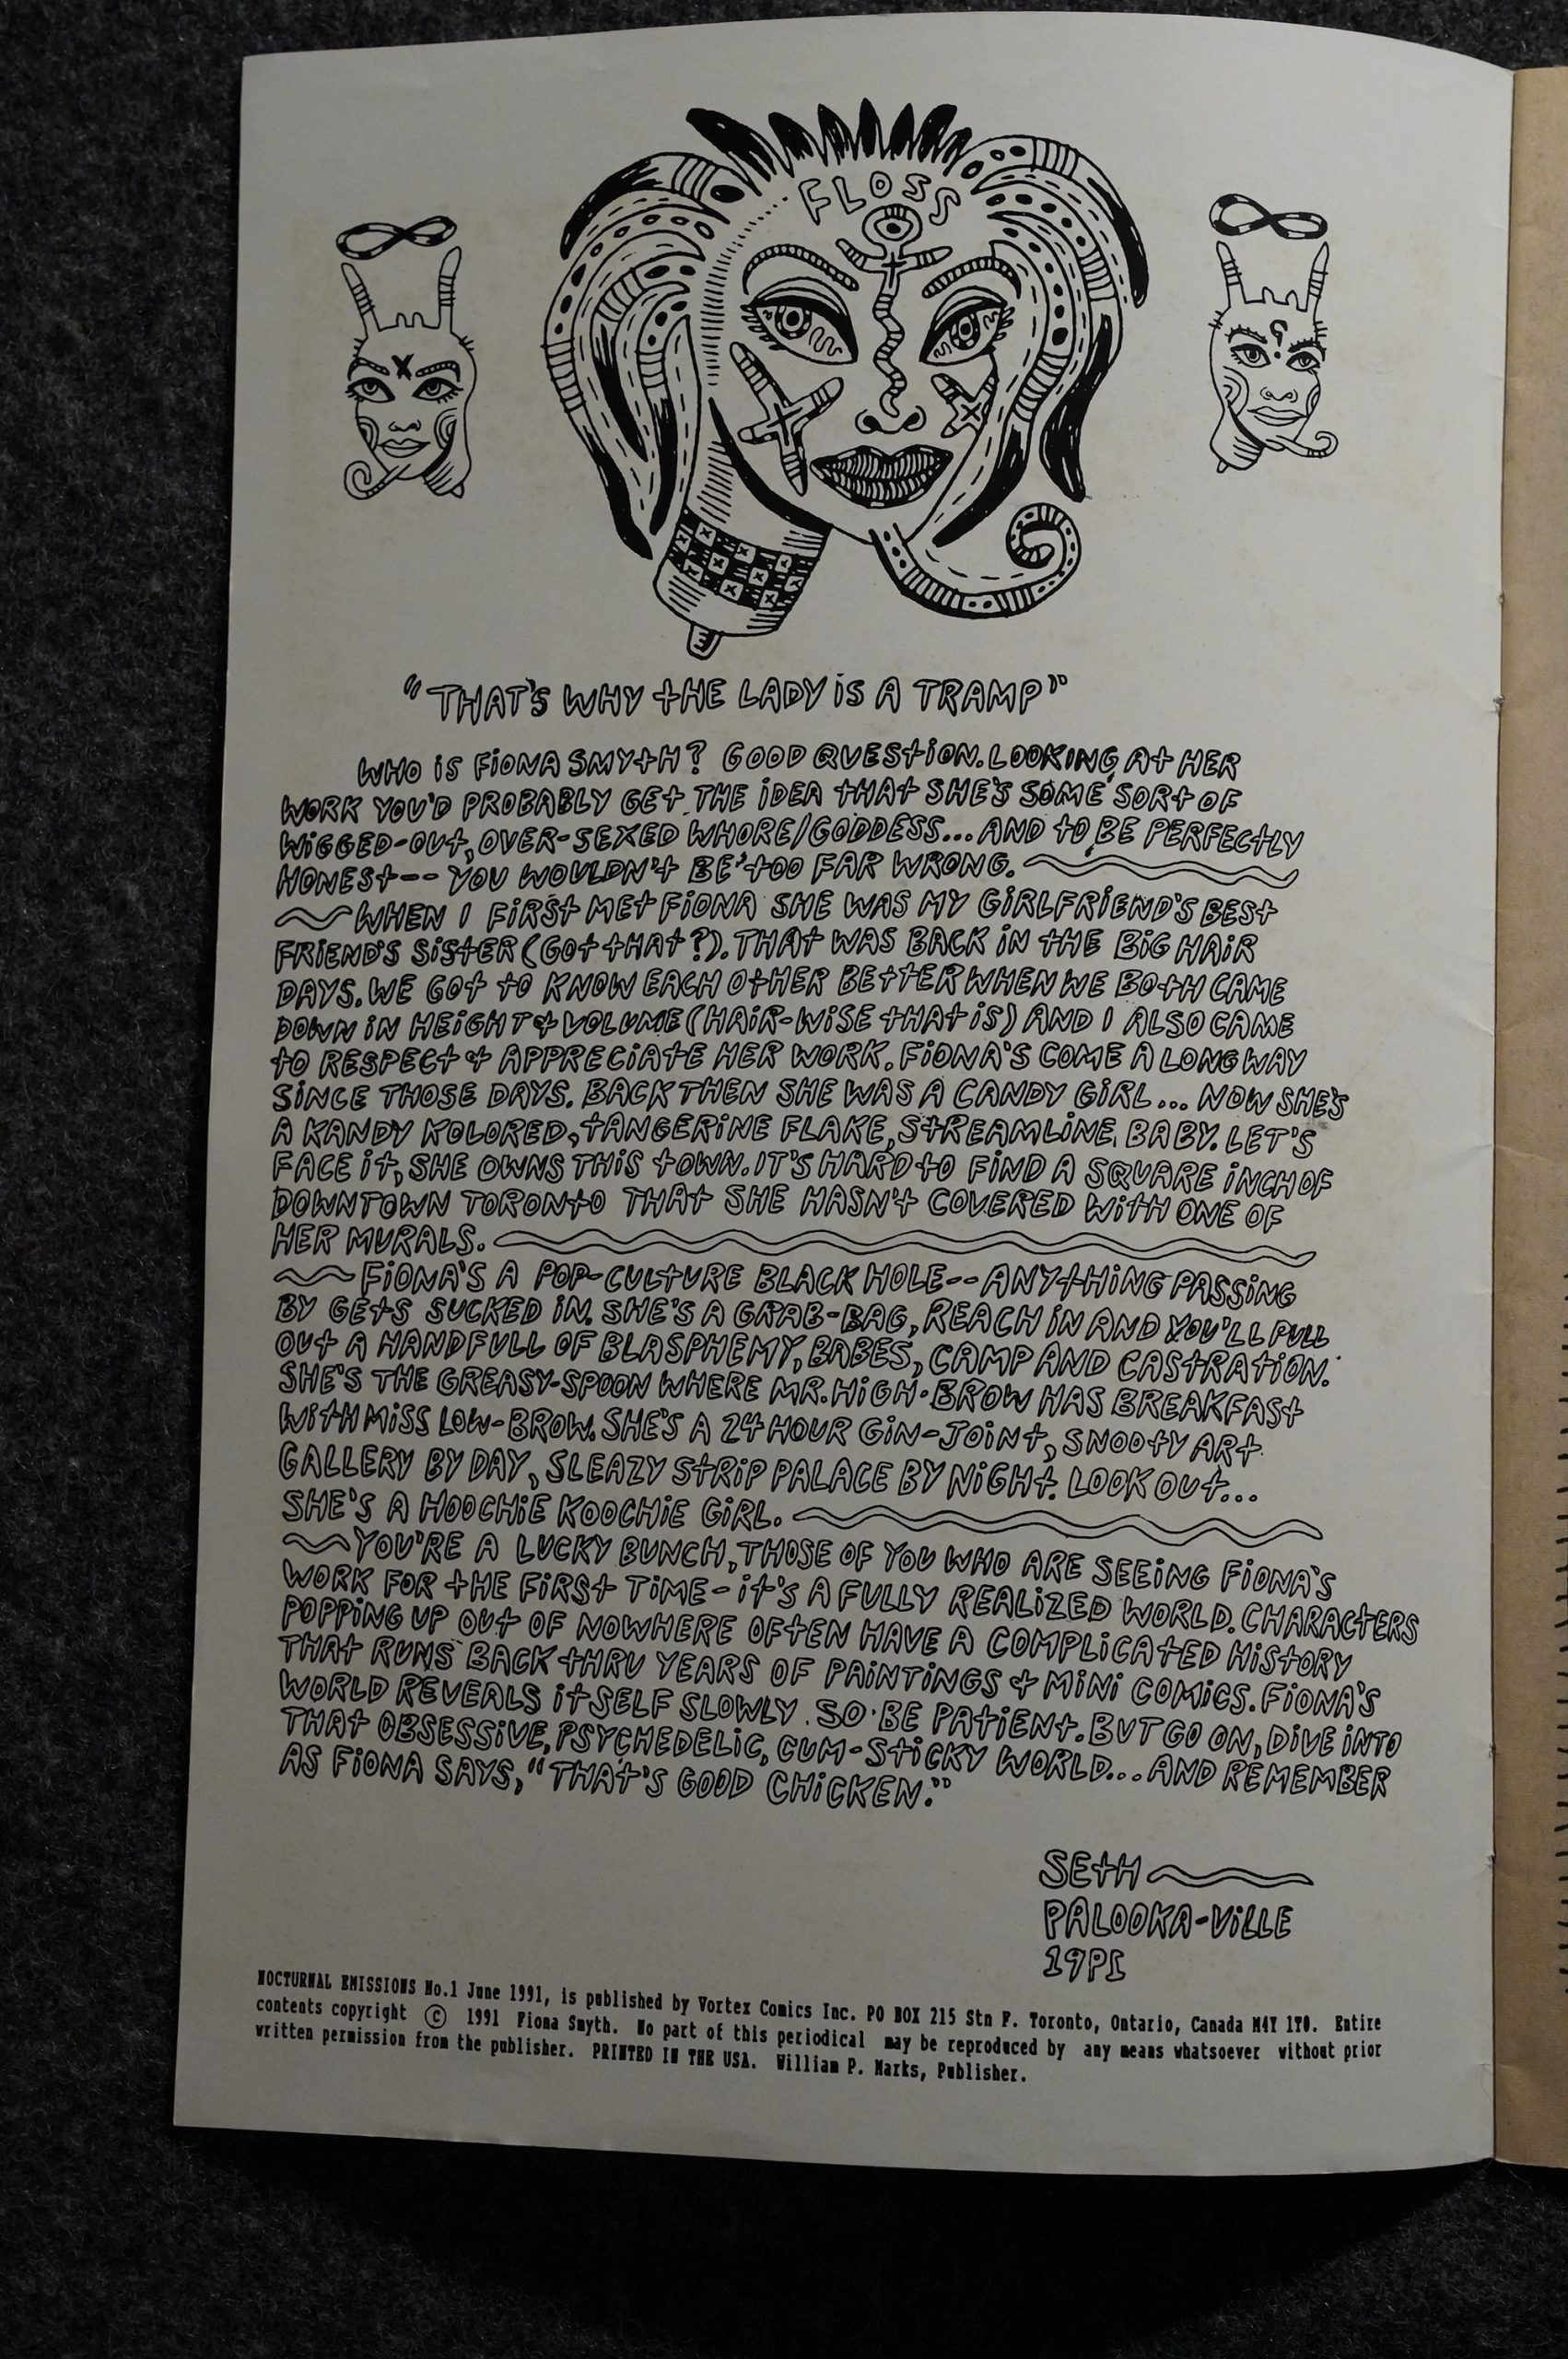 FLOSS
"THAT'S WHY THE LADY IS A TRAMP"
WHO IS FIONA SMYTH? GOOD QUESTION. LOOKING AT HER
WORK YOU'D PROBABLY GET THE IDEA THAT SHE'S SOME SORT OF
WIGGED-OUT, OVER-SEXED WHORE/GODDESS... AND TO BE PERFECTLY
HONEST-- YOU WOULDN'T BE TOO FAR WRONG.
WHEN I FIRST MET FIONA SHE WAS MY GIRLFRIEND'S BEST
FRIEND'S SISTER (GOT THAT?). THAT WAS BACK IN THE BIG HAIR
DAYS. WE GOT TO KNOW EACH OTHER BETTER WHEN WE BOTH CAME
DOWN IN HEIGHT & VOLUME (HAIR-WISE THAT IS) AND I ALSO CAME
TO RESPECT & APPRECIATE HER WORK. FIONA'S COME A LONG WAY
SINCE THOSE DAYS. BACK THEN SHE WAS A CANDY GIRL... NOW SHE'S
A KANDY KOLORED, TANGERINE FLAKE, STREAMLINE, BABY. LET'S
FACE IT, SHE OWNS THIS TOWN. IT'S HARD TO FIND A SQUARE INCH OF
DOWNTOWN TORONTO THAT SHE HASN'T COVERED WITH ONE OF
HER MURALS.
FIONA'S A POP-CULTURE BLACK HOLE-- ANYTHING PASSING
BY GETS SUCKED IN. SHE'S A GRAB-BAG, REACH IN AND YOU'LL PULL
OUT A HANDFULL OF BLASPHEMY, BABES, CAMP AND CASTRATION.
SHE'S THE GREASY-SPOON WHERE MR. HIGH-BROW HAS BREAKFAST
WITH MISS LOW-BROW. SHE'S A 24 HOUR GIN-JOINT, SNOOTY ART
GALLERY BY DAY, SLEAZY STRIP PALACE BY NIGHT. LOOK OUT...
SHE'S A HOOCHIE KOOCHIE GIRL.
YOU'RE A LUCKY BUNCH, THOSE OF YOU WHO ARE SEEING FIONA'S
WORK FOR THE FIRST TIME - IT'S A FULLY REALIZED WORLD. CHARACTERS
POPPING UP OUT OF NOWHERE OFTEN HAVE A COMPLICATED HISTORY
THAT RUNS BACK THRU YEARS OF PAINTINGS & MINI COMICS. FIONA'S
WORLD REVEALS ITSELF SLOWLY. SO BE PATIENT. BUT GO ON, DIVE INTO
THAT OBSESSIVE, PSYCHEDELIC, CUM-STICKY WORLD... AND REMEMBER
AS FIONA SAYS, "THAT'S GOOD CHICKEN."
SETH
PALOOKA-VILLE
19PI
NOCTURNAL EMISSIONS No.1 June 1991, is published by Vortex Comics Inc. PO BOX 215 Stn F. Toronto, Ontario, Canada M4Y 1T0. Entire
contents copyright © 1991 Fiona Smyth. No part of this periodical may be reproduced by any means whatsoever without prior
written permission from the publisher. PRINTED IN THE USA. William P. Marks, Publisher.